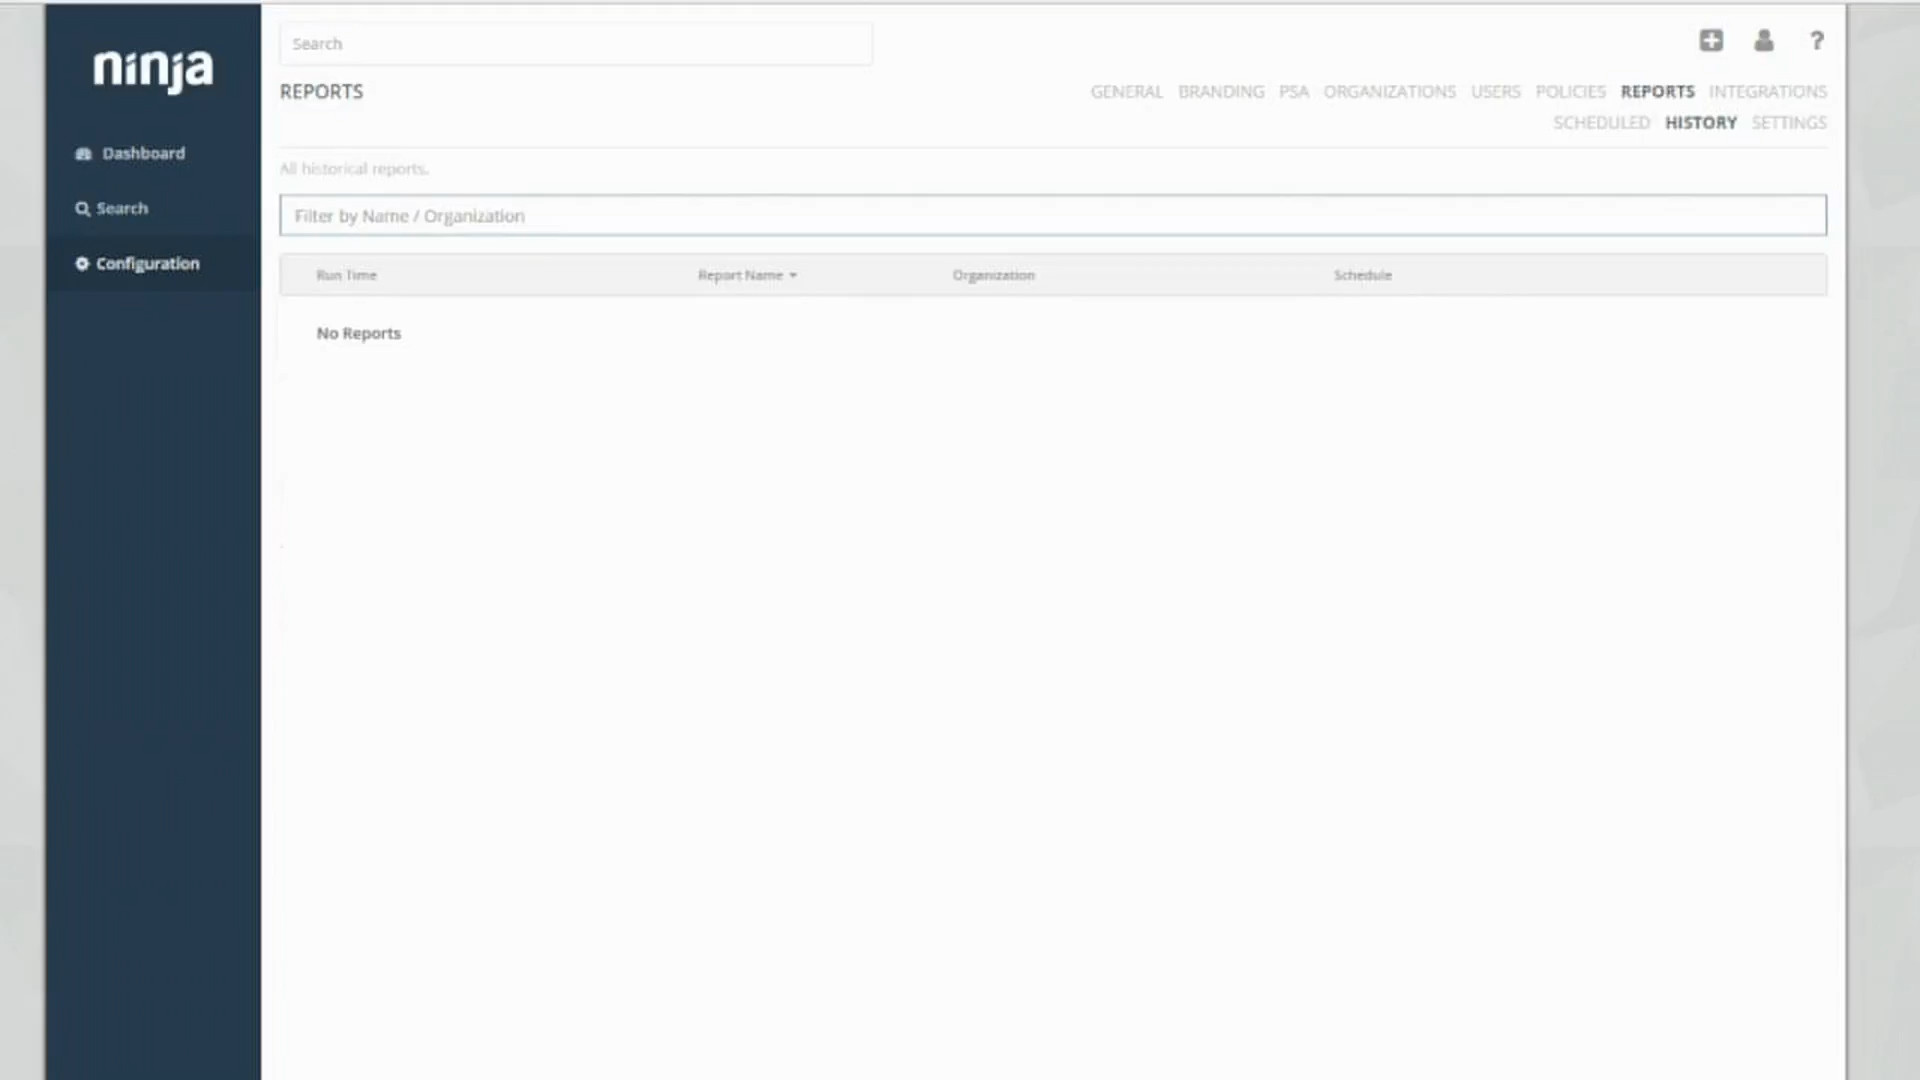 ninja
Search
REPORTS
GENERAL BRANDING PSA ORGANIZATIONS USERS POLICIES REPORTS INTEGRATIONS
SCHEDULED HISTORY SETTINGS
Dashboard
Search
Configuration
All historical reports.
Filter by Name / Organization
Run Time Report Name Organization Schedule
No Reports